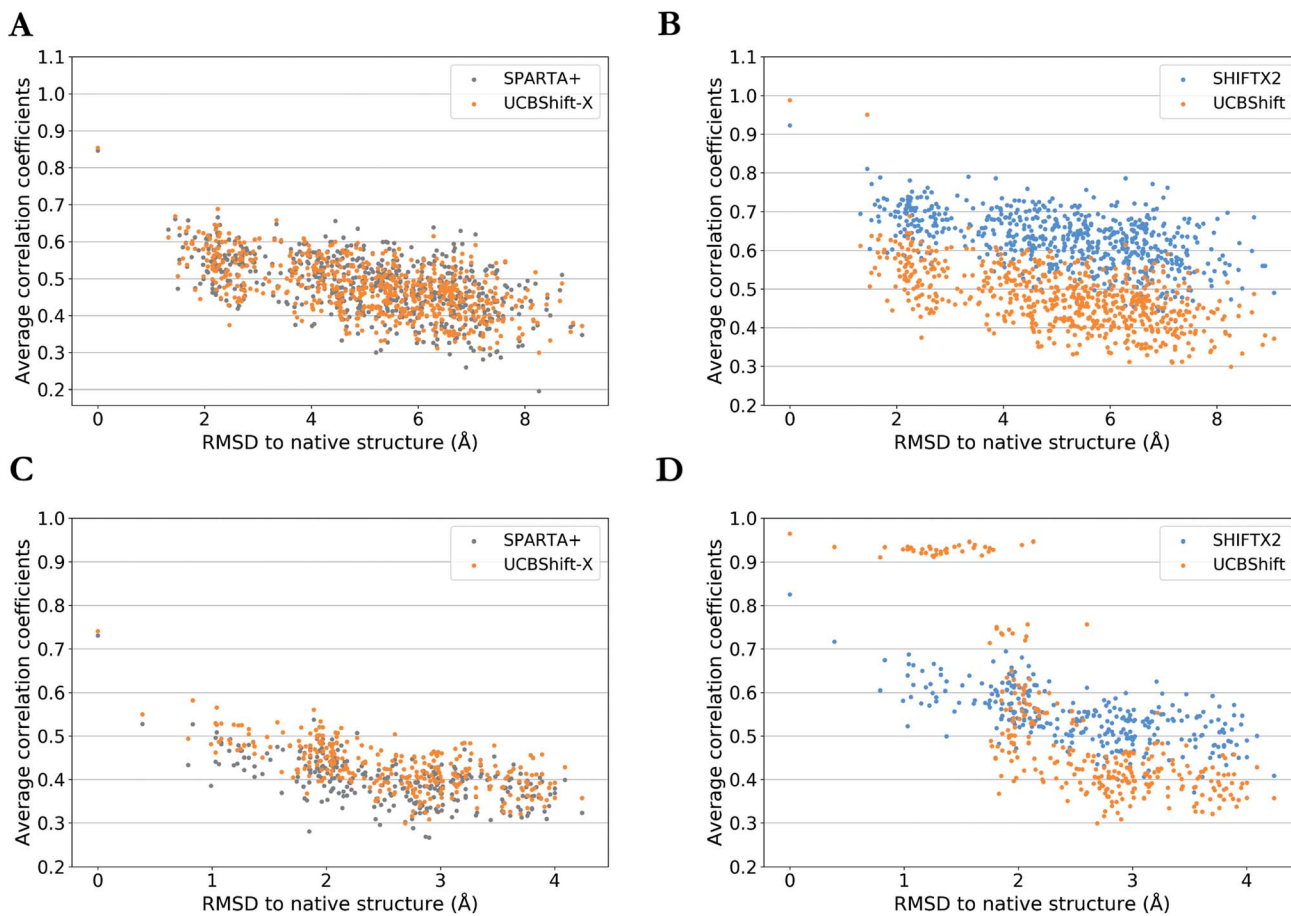 A
Average correlation coefficients
1.1
1.0
0.9
0.8
0.7
0.6
0.5
0.4
0.3
0.2
SPARTA+
UCBShift-X
0 2 4 6 8
RMSD to native structure (Å)
B
Average correlation coefficients
1.1
1.0
0.9
0.8
0.7
0.6
0.5
0.4
0.3
0.2
SHIFTX2
UCBShift
0 2 4 6 8
RMSD to native structure (Å)
C
Average correlation coefficients
1.0
0.9
0.8
0.7
0.6
0.5
0.4
0.3
0.2
SPARTA+
UCBShift-X
0 1 2 3 4
RMSD to native structure (Å)
D
Average correlation coefficients
1.0
0.9
0.8
0.7
0.6
0.5
0.4
0.3
0.2
SHIFTX2
UCBShift
0 1 2 3 4
RMSD to native structure (Å)